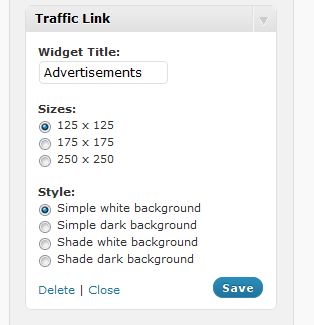 Traffic Link
Widget Title:
Advertisements
Sizes:
125 x 125
175 x 175
250 x 250
Style:
Simple white background
Simple dark background
Shade white background
Shade dark background
Delete | Close Save